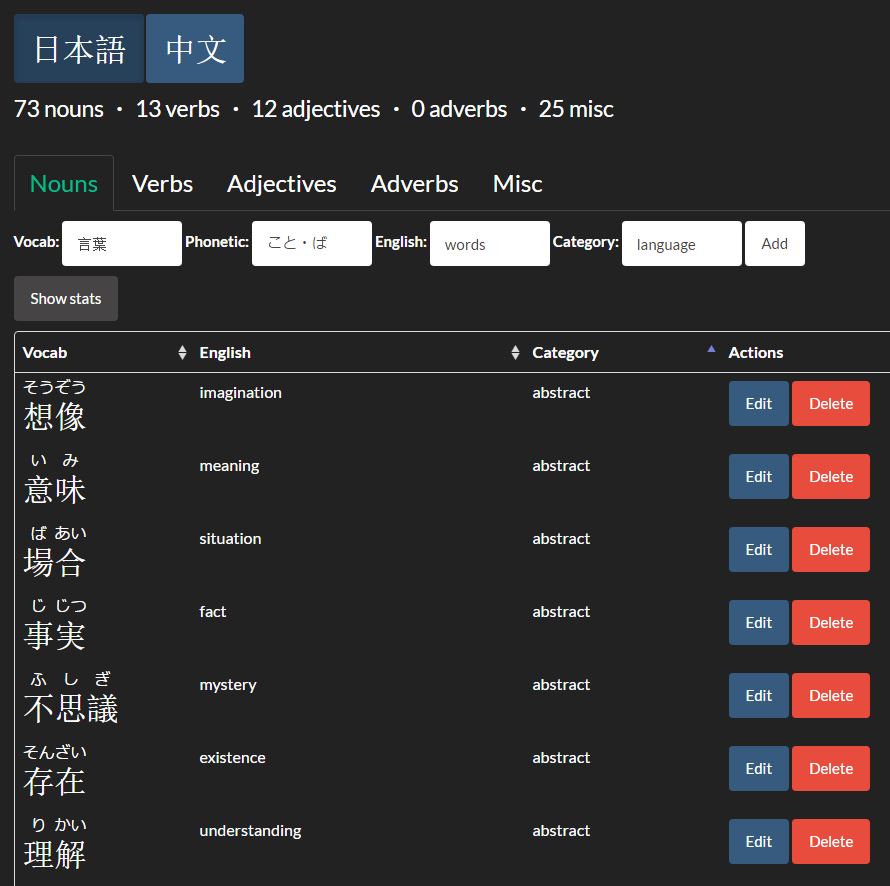 日本語 中文
73 nouns · 13 verbs · 12 adjectives · 0 adverbs · 25 misc
Nouns Verbs Adjectives Adverbs Misc
Vocab: 言葉 Phonetic: こと・ば English: words Category: language Add
Show stats
Vocab English Category Actions
そうぞう
想像 imagination abstract Edit Delete
い み
意味 meaning abstract Edit Delete
ば あい
場合 situation abstract Edit Delete
じ じつ
事実 fact abstract Edit Delete
ふ し ぎ
不思議 mystery abstract Edit Delete
そんざい
存在 existence abstract Edit Delete
り かい
理解 understanding abstract Edit Delete